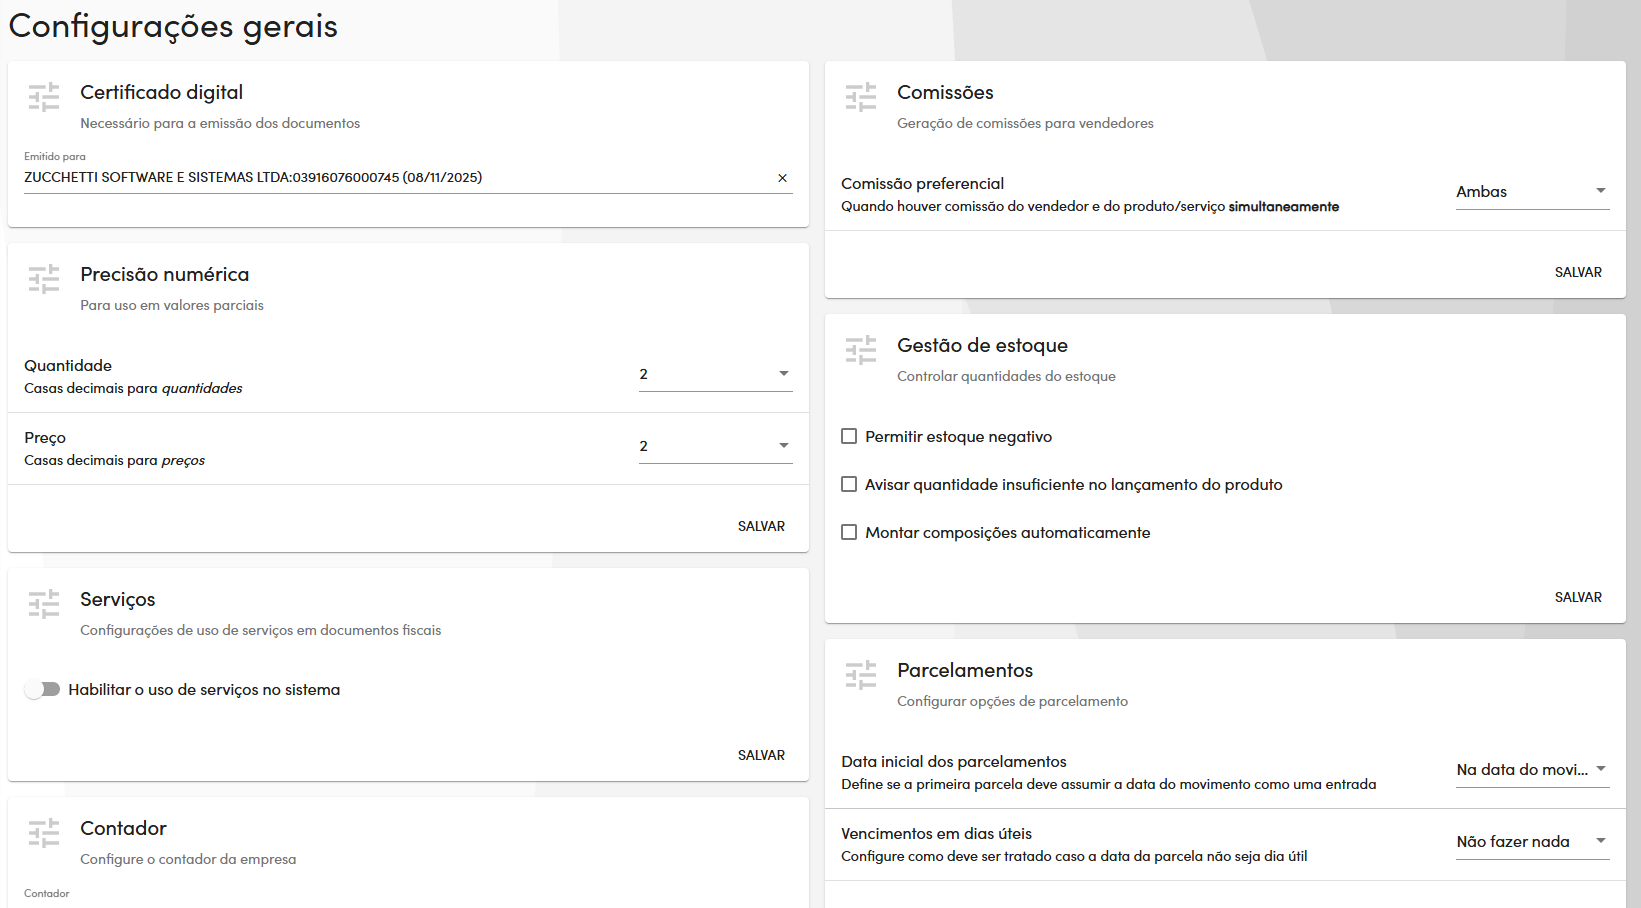 Configurações gerais
Certificado digital
Necessário para a emissão dos documentos
Emitido para
ZUCCHETTI SOFTWARE E SISTEMAS LTDA:03916076000745 (08/11/2025)
Precisão numérica
Para uso em valores parciais
Quantidade
Casas decimais para quantidades
2
Preço
Casas decimais para preços
2
SALVAR
Serviços
Configurações de uso de serviços em documentos fiscais
Habilitar o uso de serviços no sistema
SALVAR
Contador
Configure o contador da empresa
Contador
Comissões
Geração de comissões para vendedores
Comissão preferencial
Quando houver comissão do vendedor e do produto/serviço simultaneamente
Ambas
SALVAR
Gestão de estoque
Controlar quantidades do estoque
Permitir estoque negativo
Avisar quantidade insuficiente no lançamento do produto
Montar composições automaticamente
SALVAR
Parcelamentos
Configurar opções de parcelamento
Data inicial dos parcelamentos
Define se a primeira parcela deve assumir a data do movimento como uma entrada
Na data do movi...
Vencimentos em dias úteis
Configure como deve ser tratado caso a data da parcela não seja dia útil
Não fazer nada